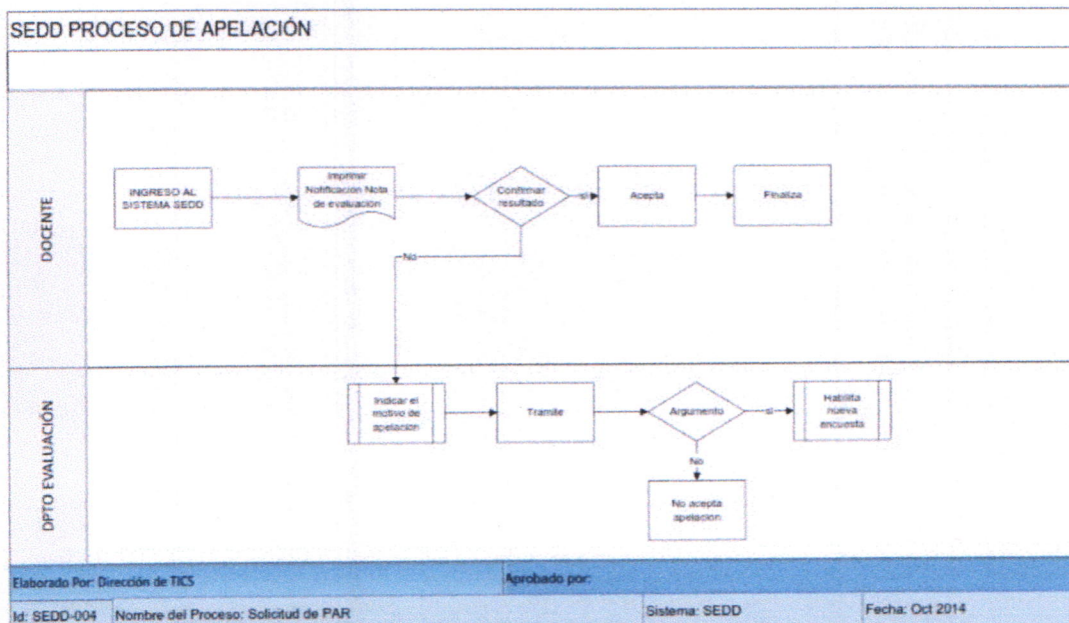 SEDD PROCESO DE APELACIÓN
DOCENTE
INGRESO AL
SISTEMA SEDD
Imprimir
Notificación Nota
de evaluación
Confirmar
resultado
si
Acepta
Finaliza
No
DPTO EVALUACIÓN
Indicar el
motivo de
apelación
Tramite
Argumento
si
Habilita
nueva
encuesta
No
No acepta
apelacion
Elaborado Por: Dirección de TICS
Aprobado por:
Id: SEDD-004
Nombre del Proceso: Solicitud de PAR
Sistema: SEDD
Fecha: Oct 2014